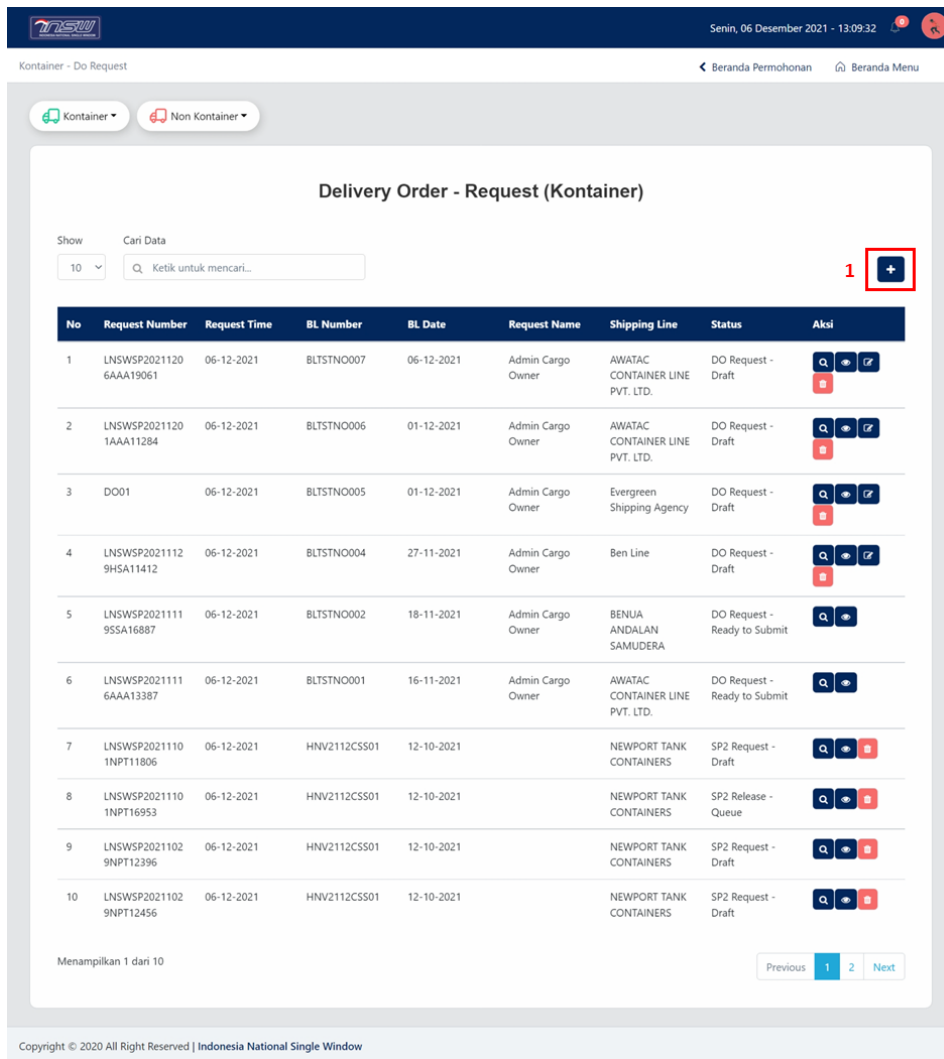 INSW
Senin, 06 Desember 2021 - 13:09:32
0
Kontainer - Do Request
Beranda Permohonan
Beranda Menu
Kontainer
Non Kontainer
Delivery Order - Request (Kontainer)
Show
Cari Data
10
Ketik untuk mencari...
1
+
No Request Number Request Time BL Number BL Date Request Name Shipping Line Status Aksi
1 LNSWSP2021120 06-12-2021 BLTSTNO007 06-12-2021 Admin Cargo AWATAC DO Request -
6AAA19061 Owner CONTAINER LINE Draft
PVT. LTD.
2 LNSWSP2021120 06-12-2021 BLTSTNO006 01-12-2021 Admin Cargo AWATAC DO Request -
1AAA11284 Owner CONTAINER LINE Draft
PVT. LTD.
3 DO01 06-12-2021 BLTSTNO005 01-12-2021 Admin Cargo Evergreen DO Request -
Owner Shipping Agency Draft
4 LNSWSP2021112 06-12-2021 BLTSTNO004 27-11-2021 Admin Cargo Ben Line DO Request -
9HSA11412 Owner Draft
5 LNSWSP2021111 06-12-2021 BLTSTNO002 18-11-2021 Admin Cargo BENUA DO Request -
9SSA16887 Owner ANDALAN Ready to Submit
SAMUDERA
6 LNSWSP2021111 06-12-2021 BLTSTNO001 16-11-2021 Admin Cargo AWATAC DO Request -
6AAA13387 Owner CONTAINER LINE Ready to Submit
PVT. LTD.
7 LNSWSP2021110 06-12-2021 HNV2112CSS01 12-10-2021 NEWPORT TANK SP2 Request -
1NPT11806 CONTAINERS Draft
8 LNSWSP2021110 06-12-2021 HNV2112CSS01 12-10-2021 NEWPORT TANK SP2 Release -
1NPT16953 CONTAINERS Queue
9 LNSWSP2021102 06-12-2021 HNV2112CSS01 12-10-2021 NEWPORT TANK SP2 Request -
9NPT12396 CONTAINERS Draft
10 LNSWSP2021102 06-12-2021 HNV2112CSS01 12-10-2021 NEWPORT TANK SP2 Request -
9NPT12456 CONTAINERS Draft
Menampilkan 1 dari 10
Previous 1 2 Next
Copyright © 2020 All Right Reserved | Indonesia National Single Window